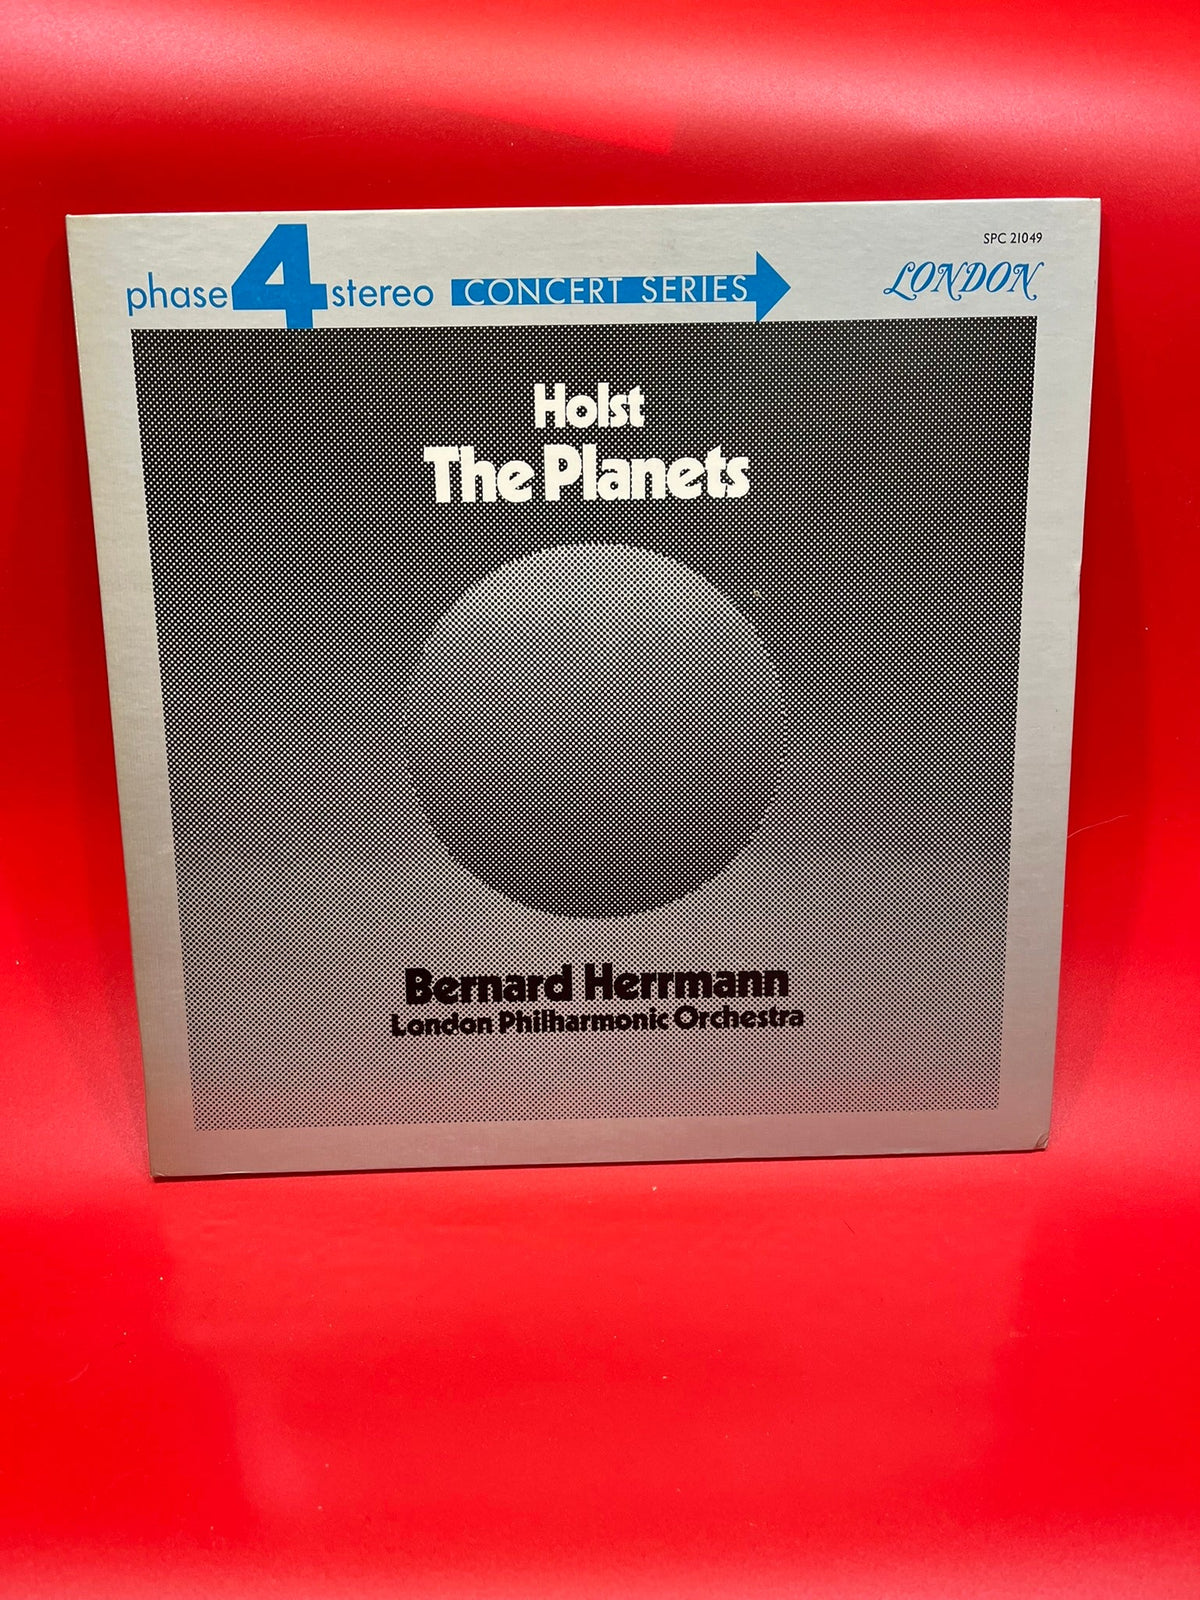 SPC 21049
phase 4 stereo CONCERT SERIES LONDON
Holst
The Planets
Bernard Herrmann
London Philharmonic Orchestra